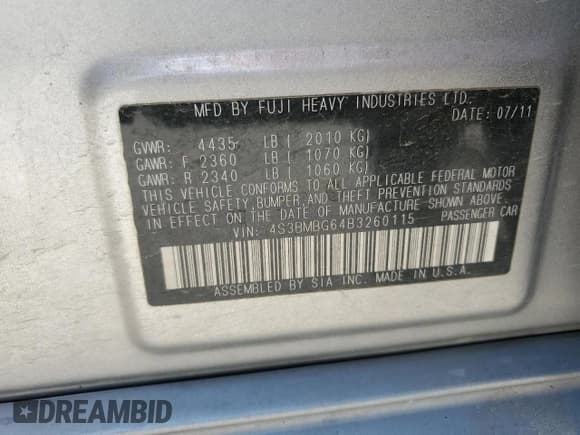 MFD BY FUJI HEAVY INDUSTRIES LTD.
DATE: 07/11
GVWR: 4435 LB ( 2010 KG)
GAWR: F 2360 LB ( 1070 KG)
GAWR: R 2340 LB ( 1060 KG)
THIS VEHICLE CONFORMS TO ALL APPLICABLE FEDERAL MOTOR
VEHICLE SAFETY,BUMPER,AND THEFT PREVENTION STANDARDS
IN EFFECT ON THE DATE OF MANUFACTURE SHOWN ABOVE.
VIN: 4S3BMBG64B3260115 PASSENGER CAR
ASSEMBLED BY SIA INC. MADE IN U.S.A.
DREAMBID